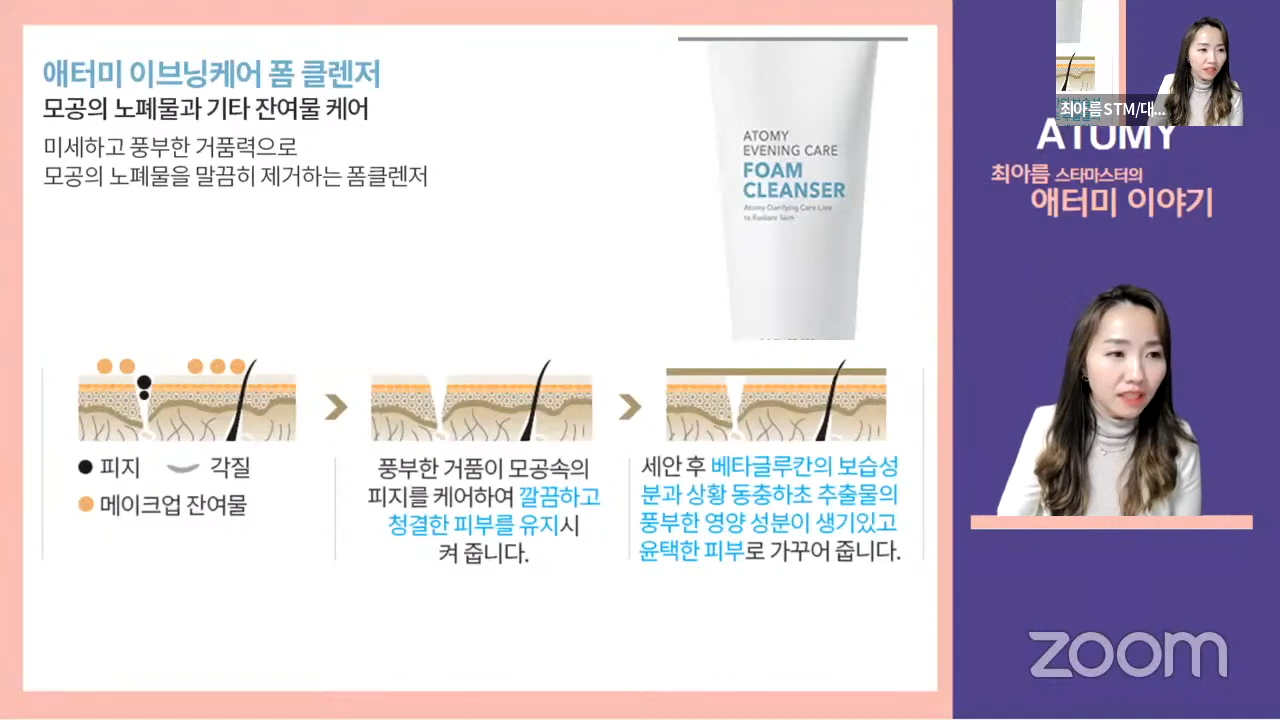 애터미 이브닝케어 폼 클렌저
모공의 노폐물과 기타 잔여물 케어
미세하고 풍부한 거품력으로
모공의 노폐물을 말끔히 제거하는 폼클렌저
ATOMY
EVENING CARE
FOAM
CLEANSER
Atomy Clarifying Care Line
to Radiant Skin
피지
각질
메이크업 잔여물
풍부한 거품이 모공속의
피지를 케어하여 깔끔하고
청결한 피부를 유지시
켜 줍니다.
세안 후 베타글루칸의 보습성
분과 상황 동충하초 추출물의
풍부한 영양 성분이 생기있고
윤택한 피부로 가꾸어 줍니다.
최아름STM/대...
ATOMY
최아름 스타마스터의
애터미 이야기
zoom